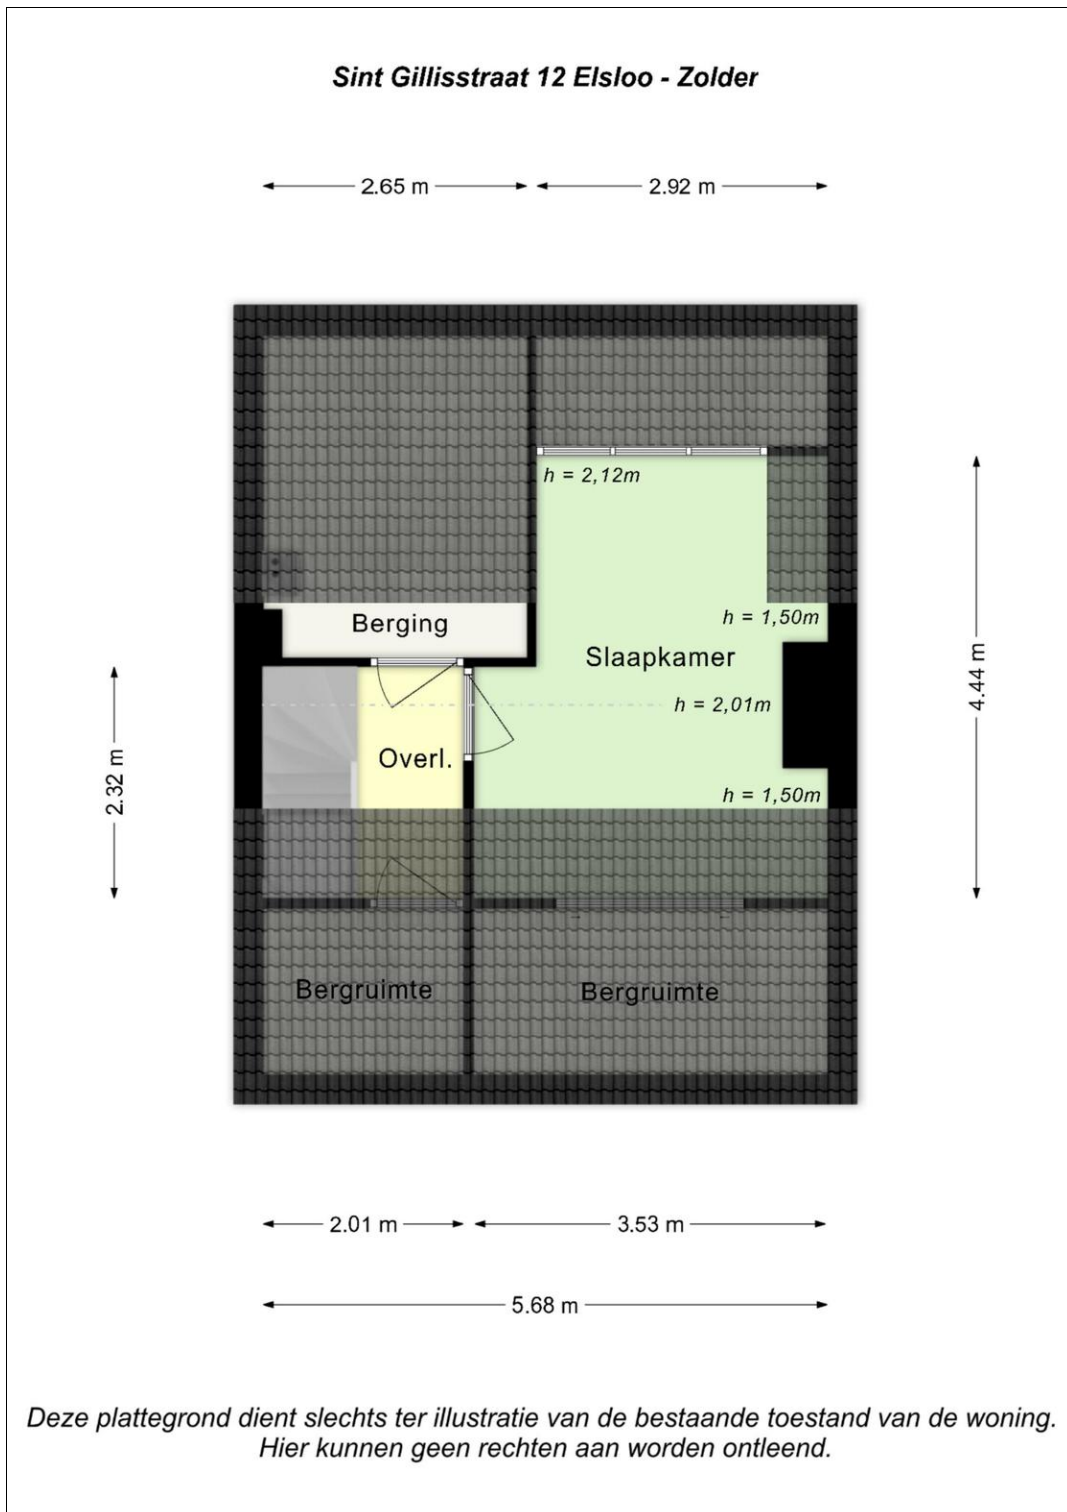 Sint Gillisstraat 12 Elsloo - Zolder
2.65 m
2.92 m
h = 2,12m
Berging
h = 1,50m
Slaapkamer
h = 2,01m
4.44 m
2.32 m
Overl.
h = 1,50m
Bergruimte
Bergruimte
2.01 m
3.53 m
5.68 m
Deze plattegrond dient slechts ter illustratie van de bestaande toestand van de woning.
Hier kunnen geen rechten aan worden ontleend.